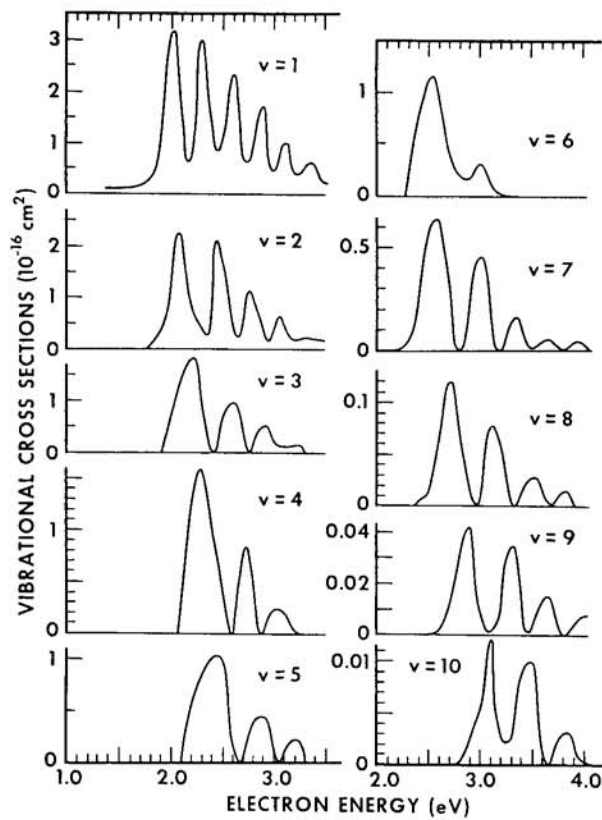 VIBRATIONAL CROSS SECTIONS (10⁻¹⁶ cm²)
3
2
1
0
v = 1
2
1
0
v = 2
1
0
v = 3
1
0
v = 4
1
0
v = 5
1.0 2.0 3.0
1
0
v = 6
0.5
0
v = 7
0.1
0
v = 8
0.04
0.02
0
v = 9
0.01
0
v = 10
2.0 3.0 4.0
ELECTRON ENERGY (eV)